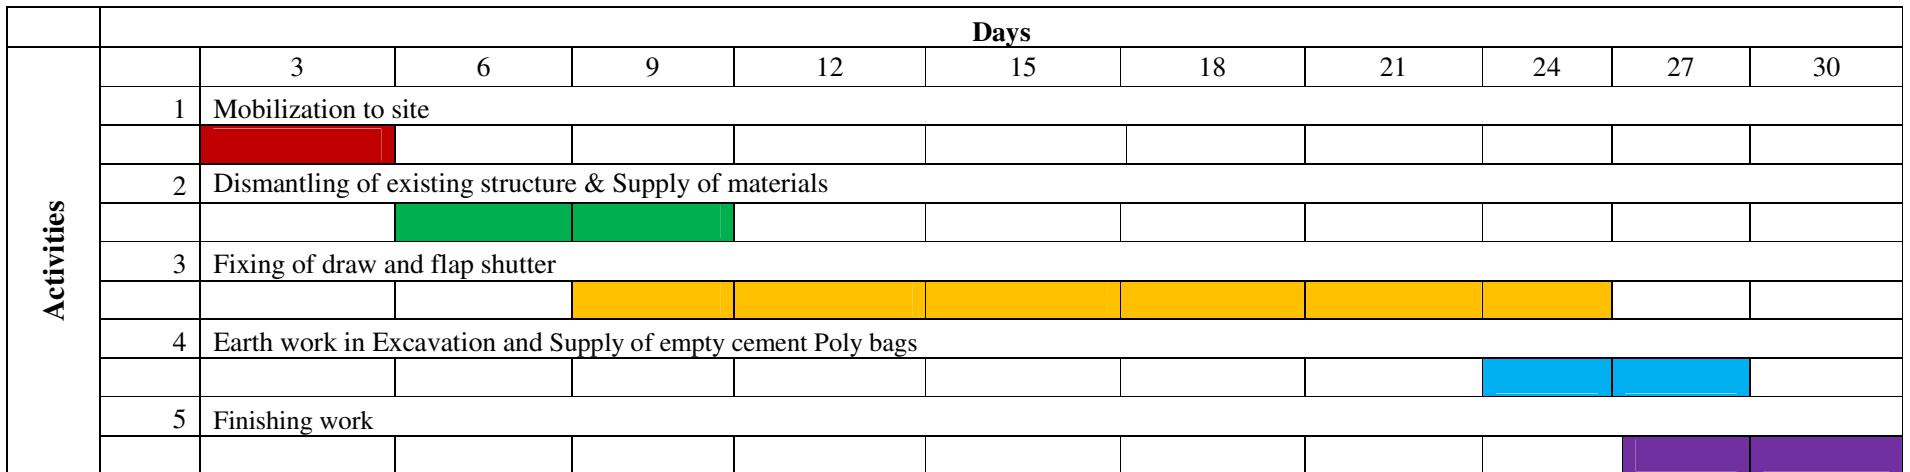 Days
3 6 9 12 15 18 21 24 27 30
1 Mobilization to site
2 Dismantling of existing structure & Supply of materials
Activities
3 Fixing of draw and flap shutter
4 Earth work in Excavation and Supply of empty cement Poly bags
5 Finishing work